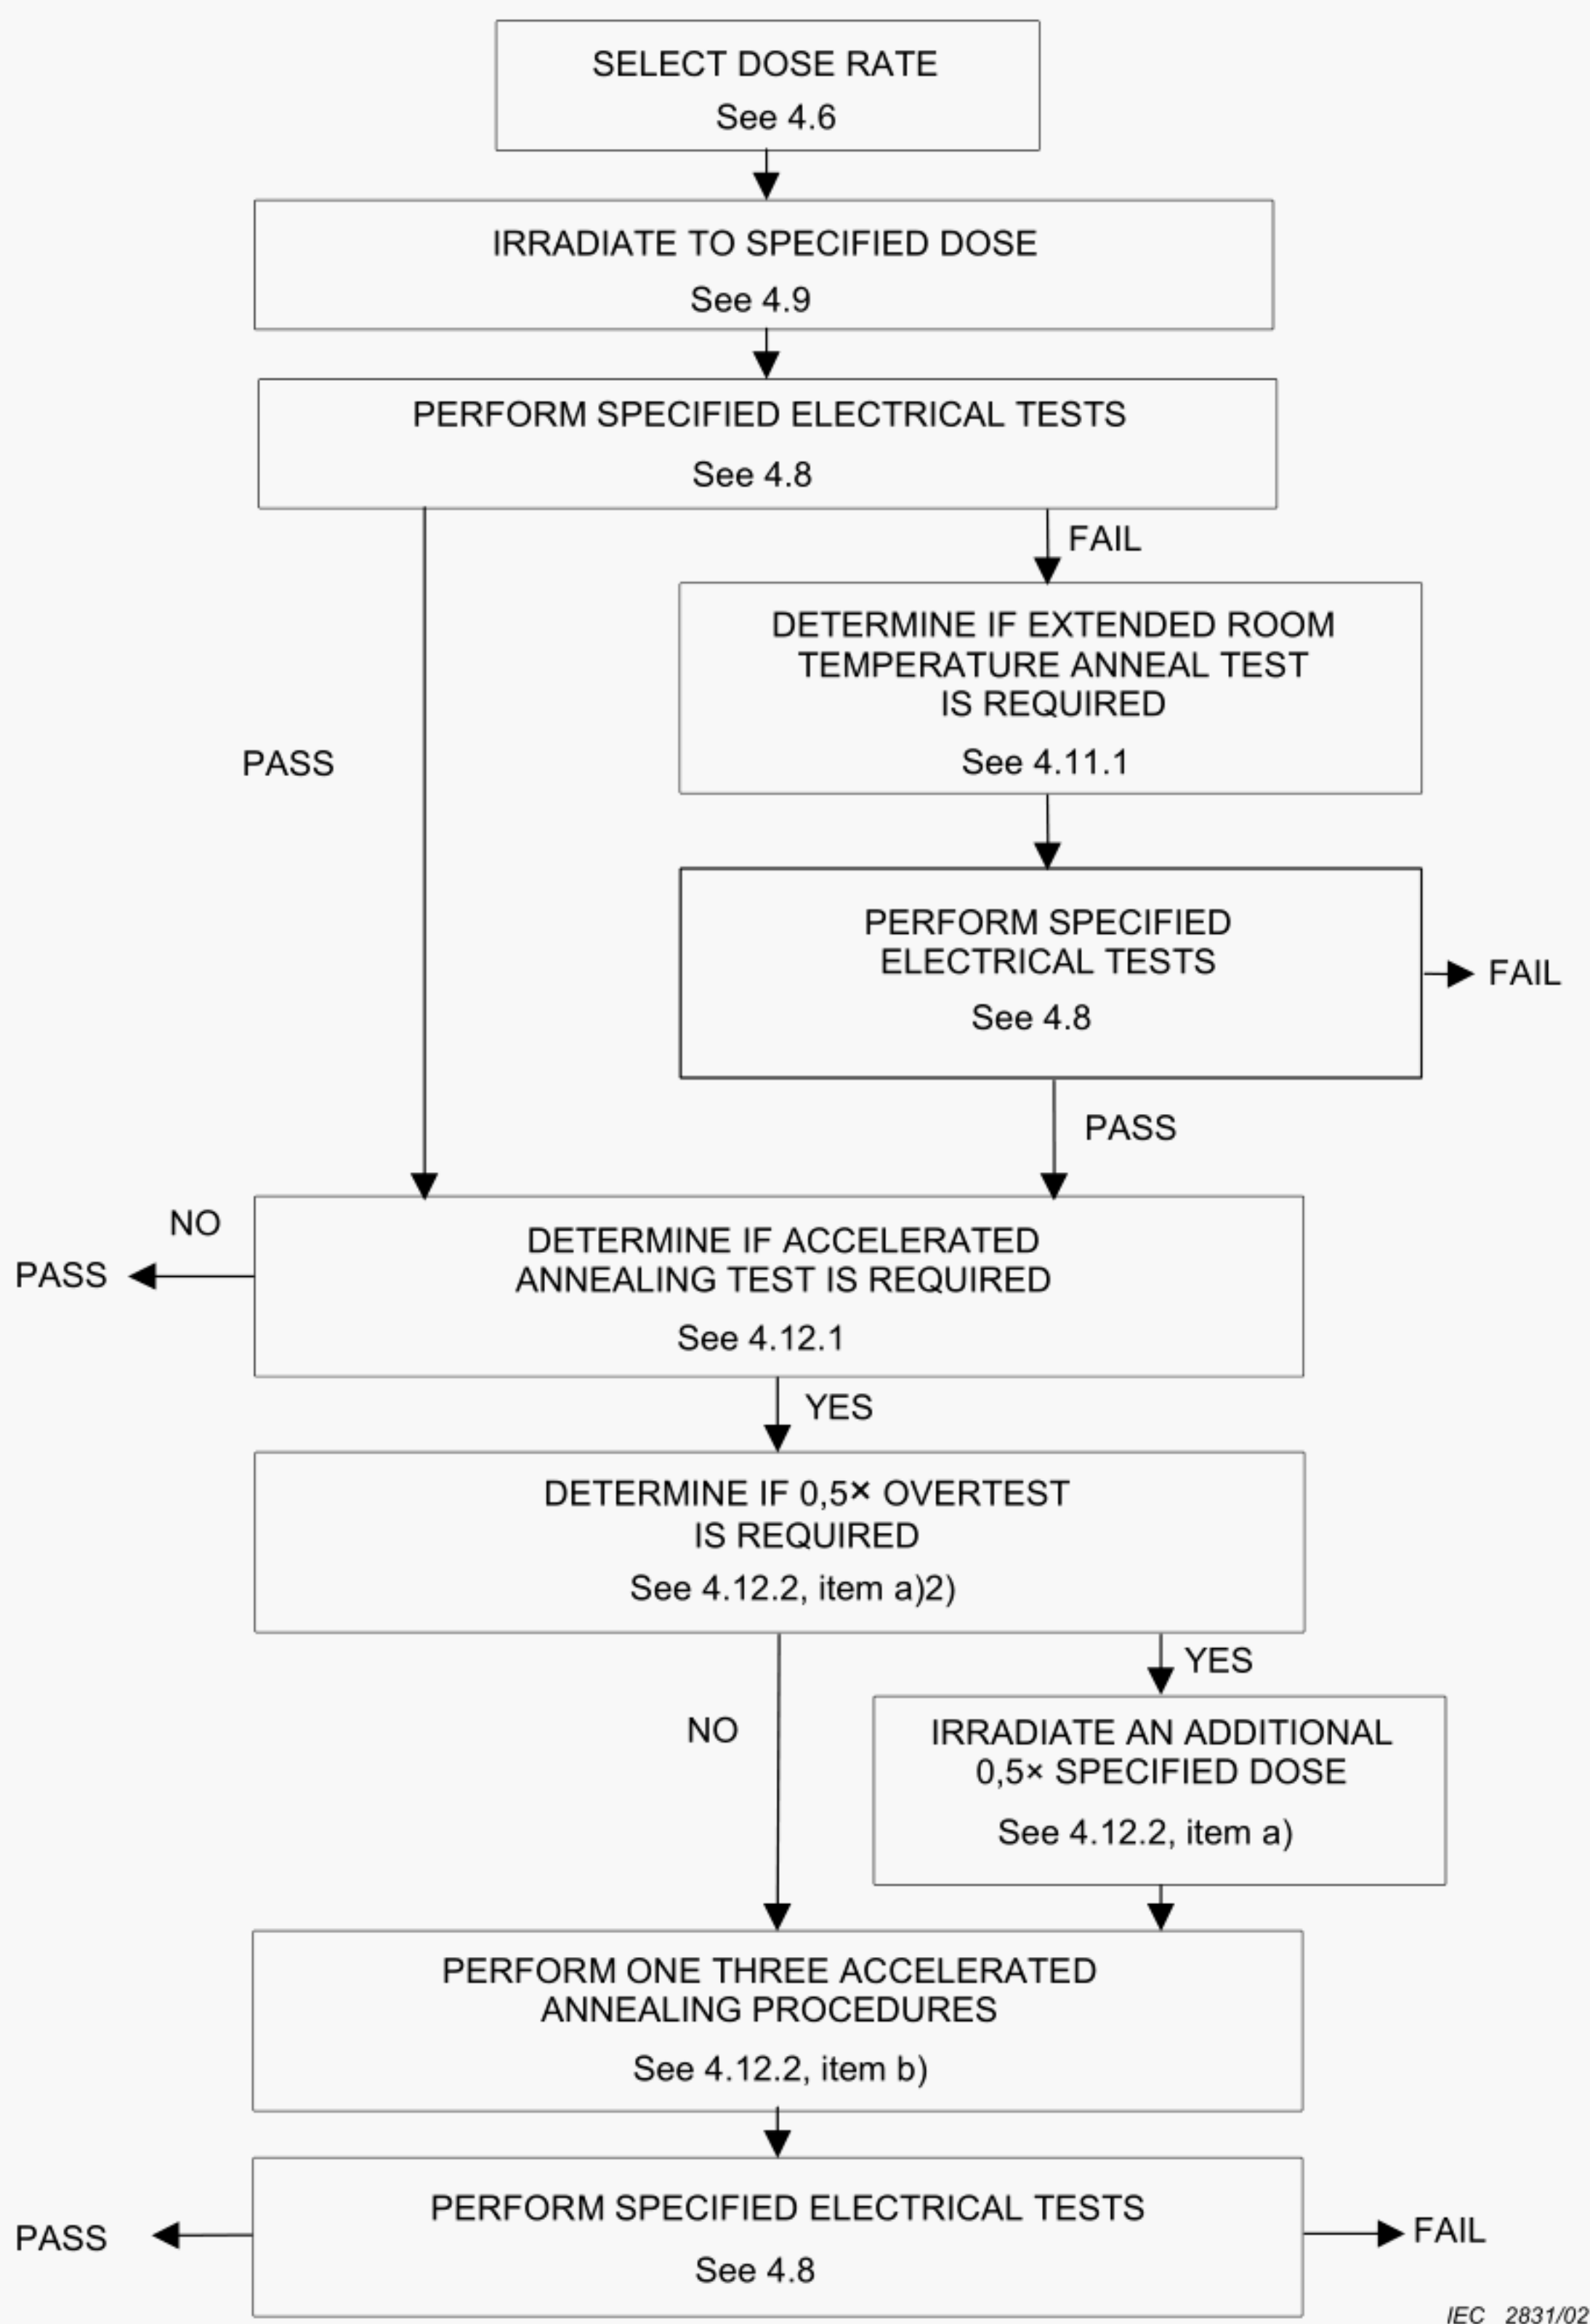 SELECT DOSE RATE
See 4.6
IRRADIATE TO SPECIFIED DOSE
See 4.9
PERFORM SPECIFIED ELECTRICAL TESTS
See 4.8
FAIL
DETERMINE IF EXTENDED ROOM
TEMPERATURE ANNEAL TEST
IS REQUIRED
See 4.11.1
PASS
PERFORM SPECIFIED
ELECTRICAL TESTS
See 4.8
FAIL
PASS
NO
PASS
DETERMINE IF ACCELERATED
ANNEALING TEST IS REQUIRED
See 4.12.1
YES
DETERMINE IF 0,5× OVERTEST
IS REQUIRED
See 4.12.2, item a)2)
YES
NO
IRRADIATE AN ADDITIONAL
0,5× SPECIFIED DOSE
See 4.12.2, item a)
PERFORM ONE THREE ACCELERATED
ANNEALING PROCEDURES
See 4.12.2, item b)
PERFORM SPECIFIED ELECTRICAL TESTS
See 4.8
PASS
FAIL
IEC 2831/02